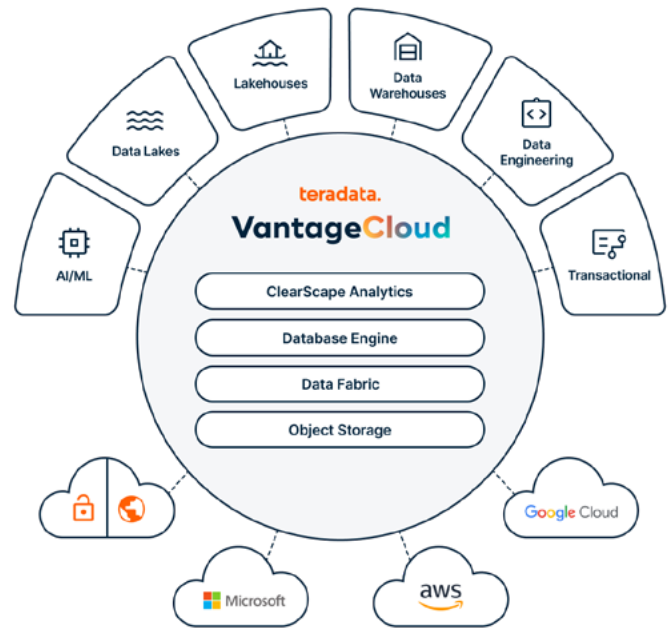 Lakehouses
Data
Warehouses
Data Lakes
Data
Engineering
AI/ML
Transactional
teradata.
VantageCloud
ClearScape Analytics
Database Engine
Data Fabric
Object Storage
Google Cloud
Microsoft
aws